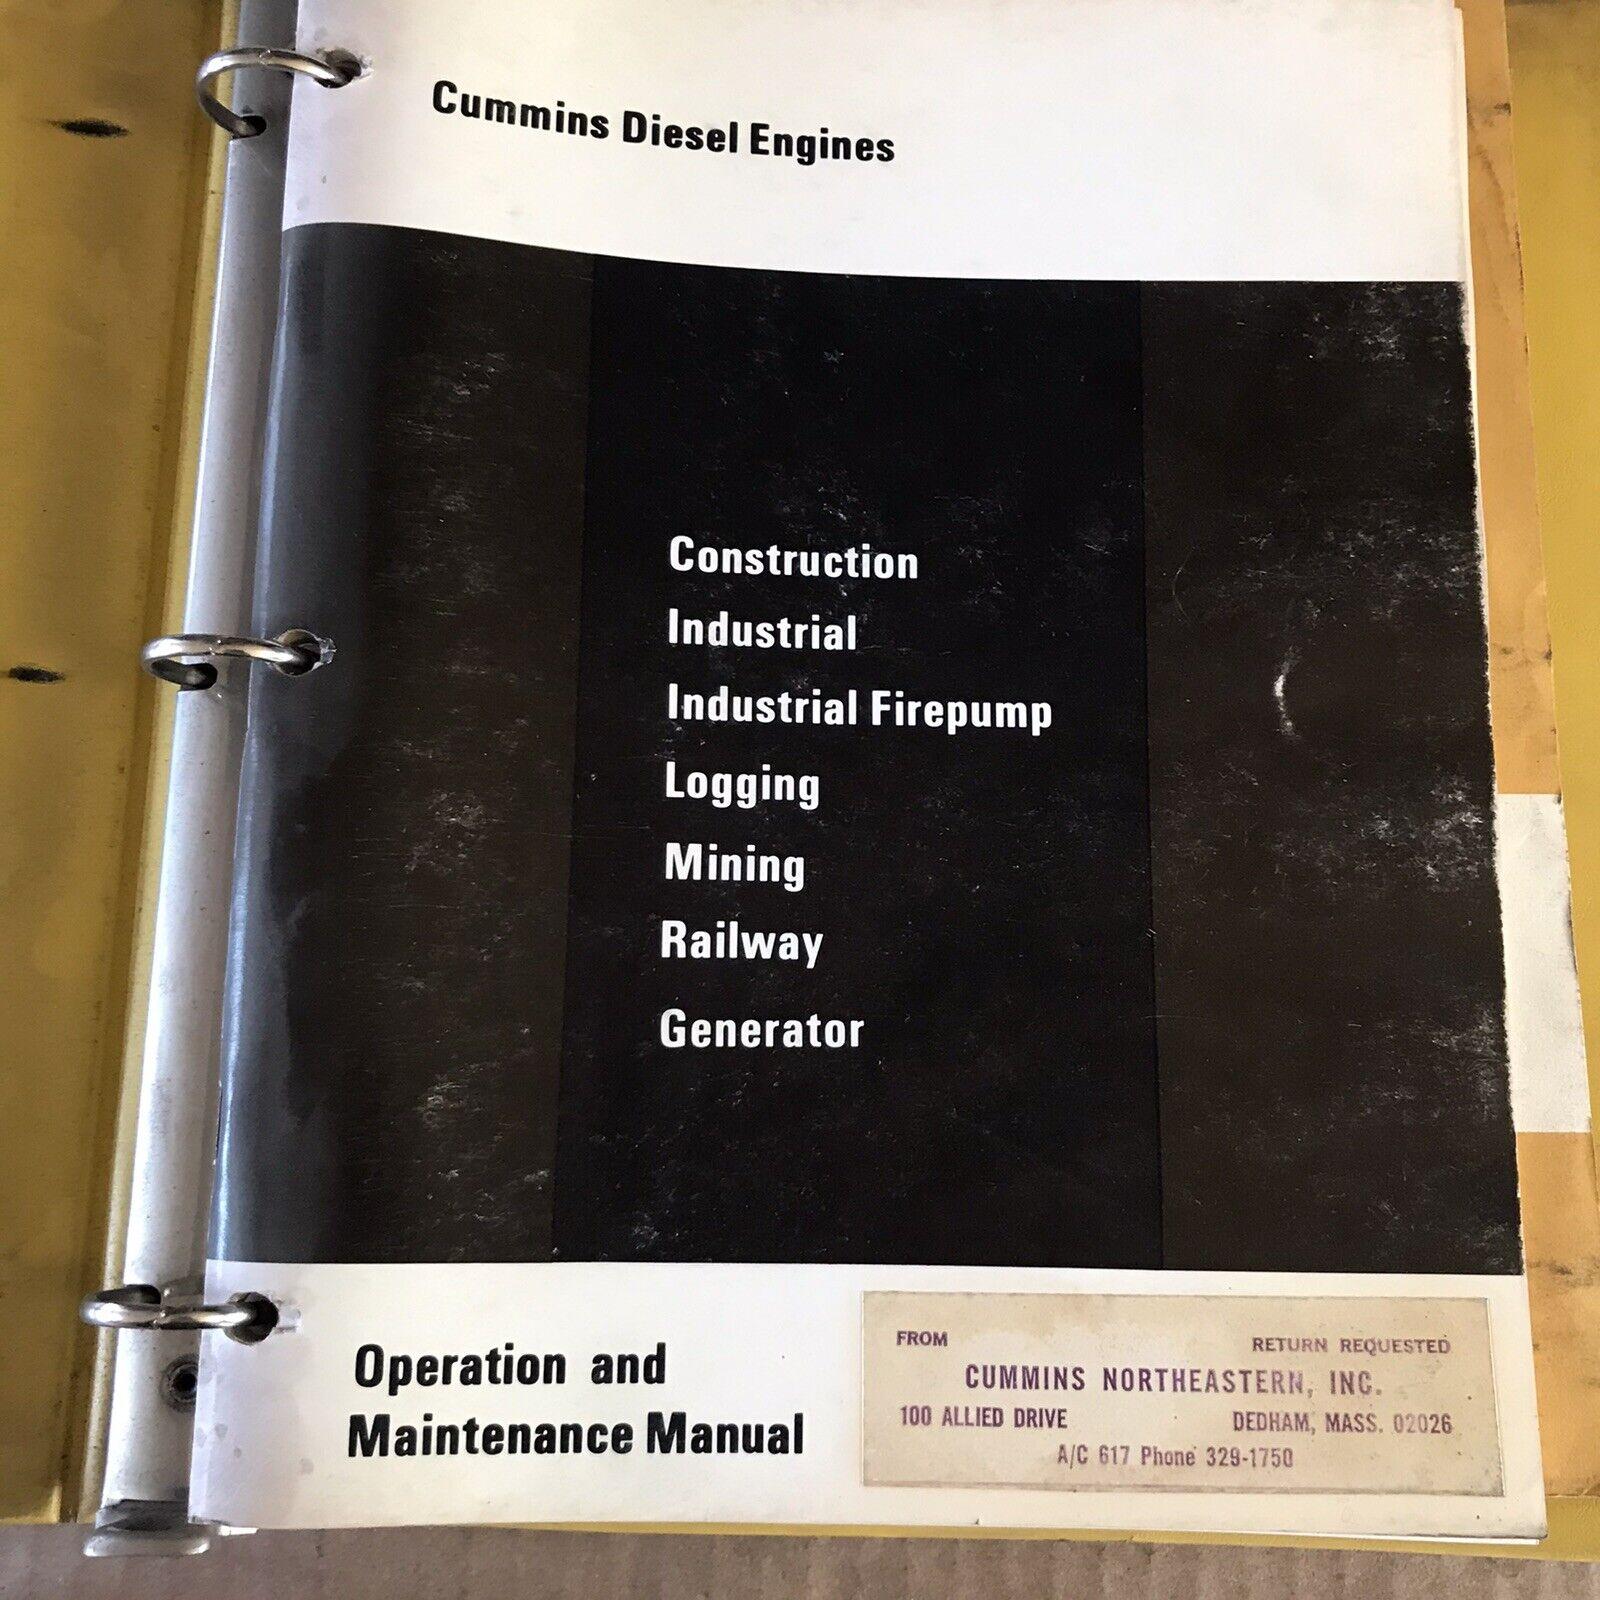 Cummins Diesel Engines
Construction
Industrial
Industrial Firepump
Logging
Mining
Railway
Generator
Operation and
Maintenance Manual
FROM RETURN REQUESTED
CUMMINS NORTHEASTERN, INC.
100 ALLIED DRIVE DEDHAM, MASS. 02026
A/C 617 Phone 329-1750